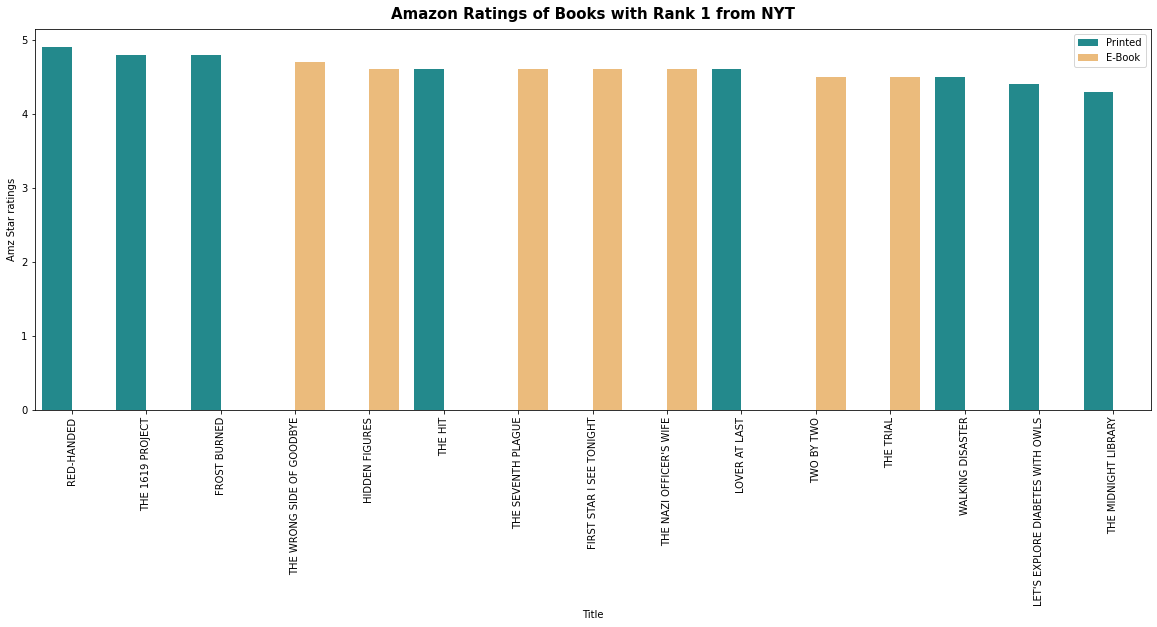 Amazon Ratings of Books with Rank 1 from NYT
Printed
E-Book
Amz Star ratings
5
4
3
2
1
0
RED-HANDED
THE 1619 PROJECT
FROST BURNED
THE WRONG SIDE OF GOODBYE
HIDDEN FIGURES
THE HIT
THE SEVENTH PLAGUE
FIRST STAR I SEE TONIGHT
THE NAZI OFFICER'S WIFE
LOVER AT LAST
TWO BY TWO
THE TRIAL
WALKING DISASTER
LET'S EXPLORE DIABETES WITH OWLS
THE MIDNIGHT LIBRARY
Title